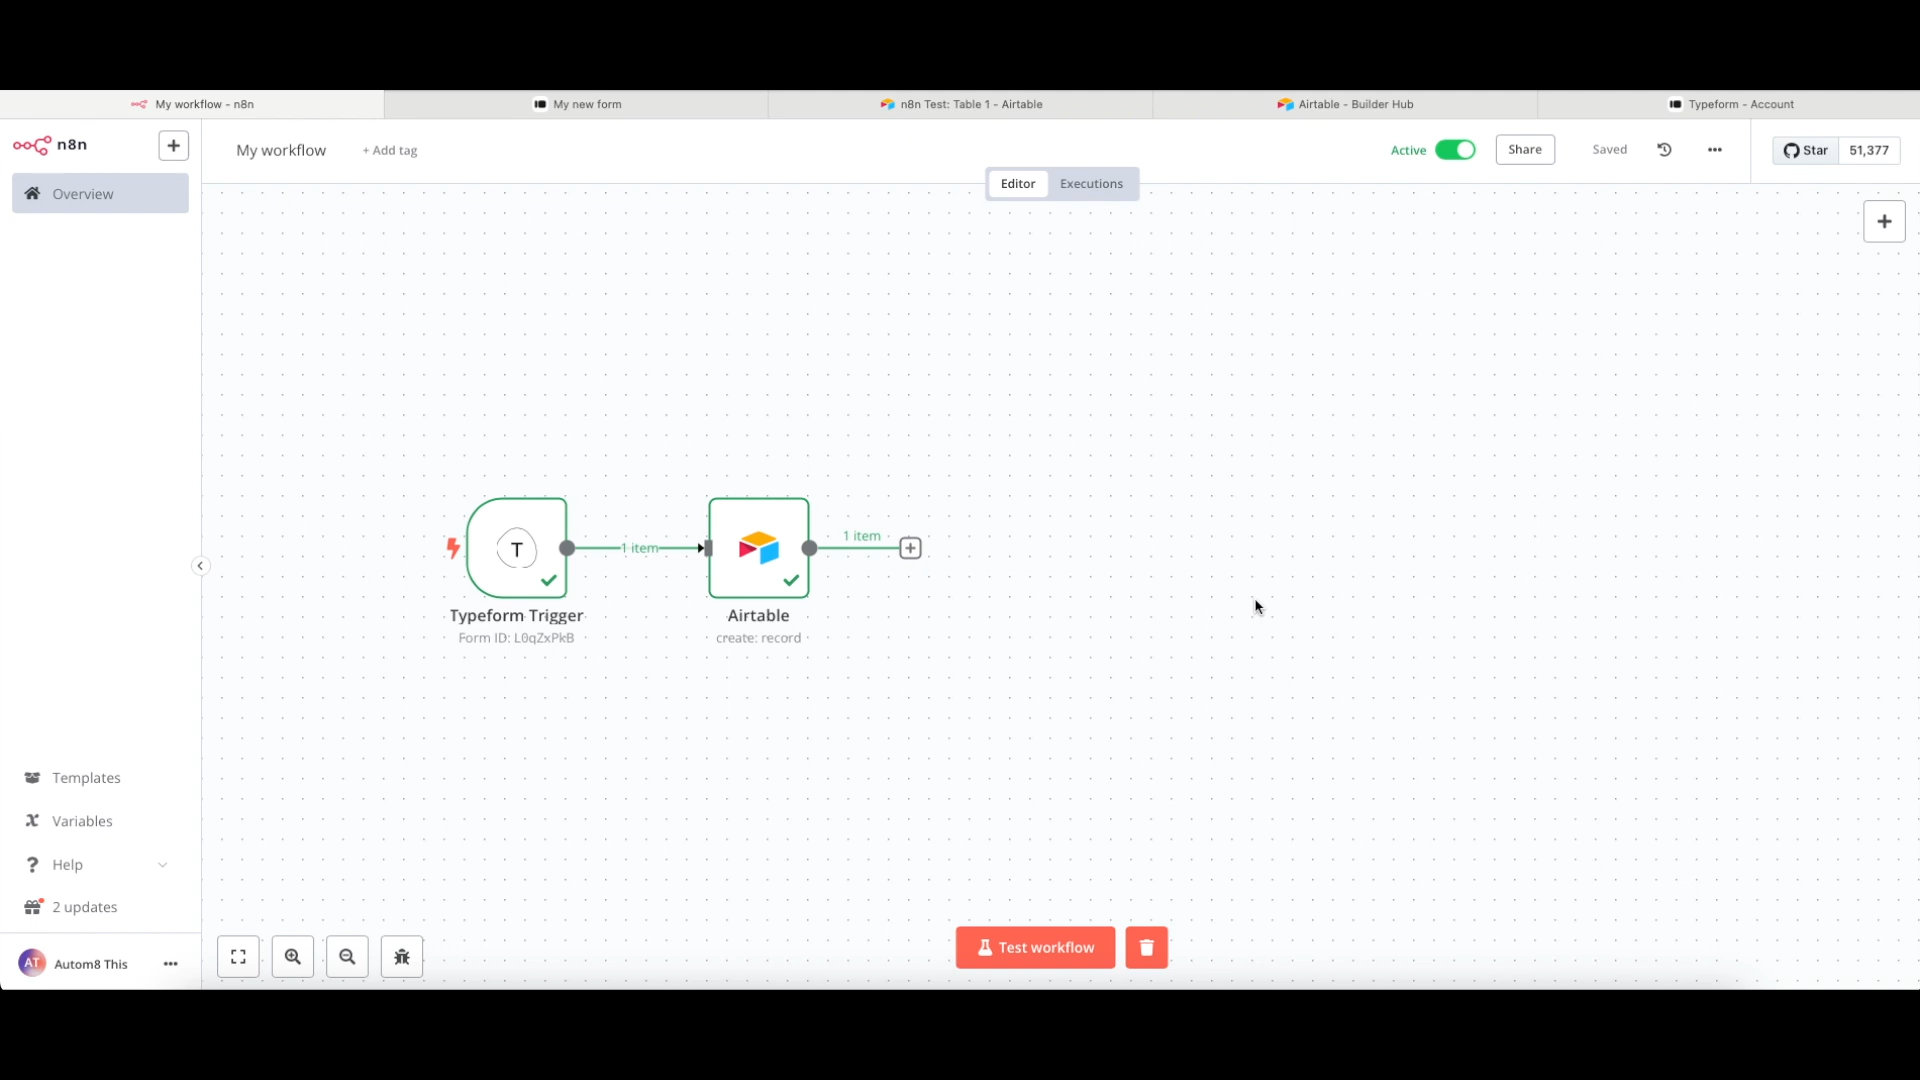 My workflow - n8n
My new form
n8n Test: Table 1 - Airtable
Airtable - Builder Hub
Typeform - Account
n8n
My workflow
+ Add tag
Active
Share
Saved
Star
51,377
Editor
Executions
Overview
1 item
1 item
T
Typeform Trigger
Form ID: L0qZxPkB
Airtable
create: record
Templates
Variables
? Help
2 updates
AT
Autom8 This
Test workflow